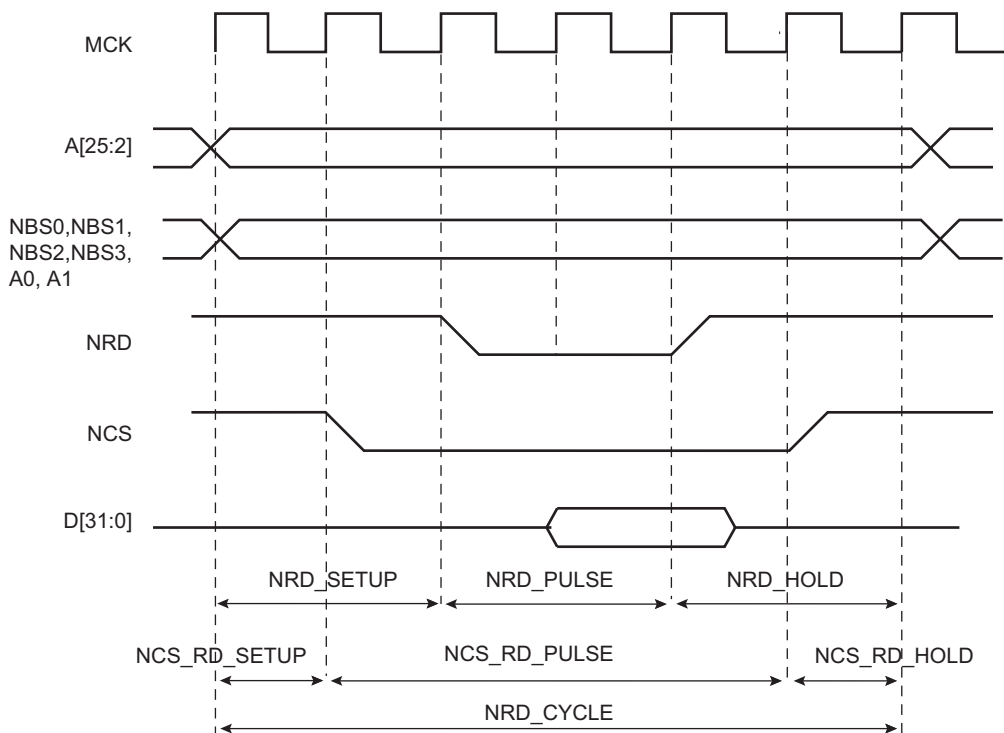 MCK
A[25:2]
NBS0,NBS1,
NBS2,NBS3,
A0, A1
NRD
NCS
D[31:0]
NRD_SETUP
NRD_PULSE
NRD_HOLD
NCS_RD_SETUP
NCS_RD_PULSE
NCS_RD_HOLD
NRD_CYCLE